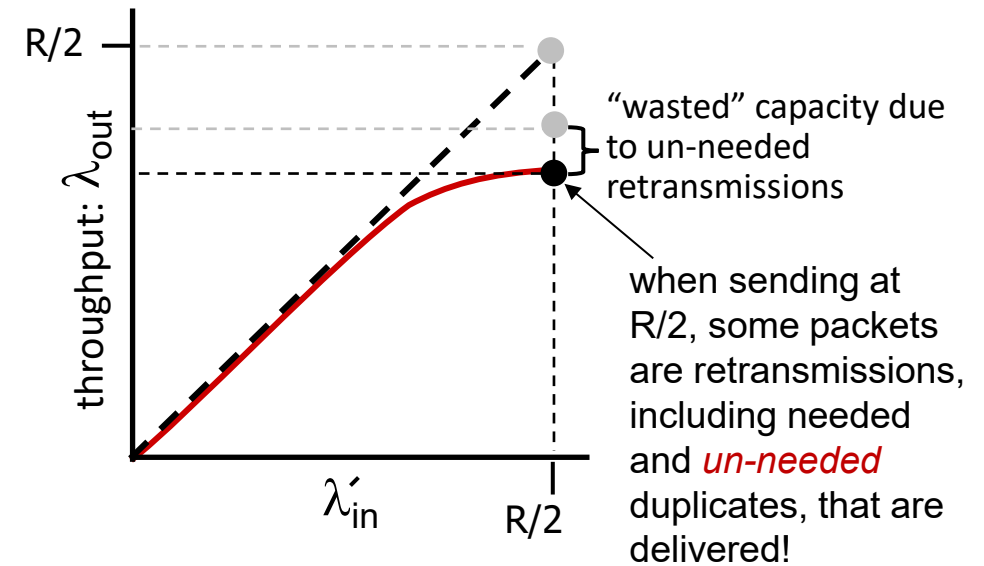 R/2
throughput: λout
“wasted” capacity due
to un-needed
retransmissions
when sending at
R/2, some packets
are retransmissions,
including needed
and un-needed
duplicates, that are
delivered!
λ′in
R/2